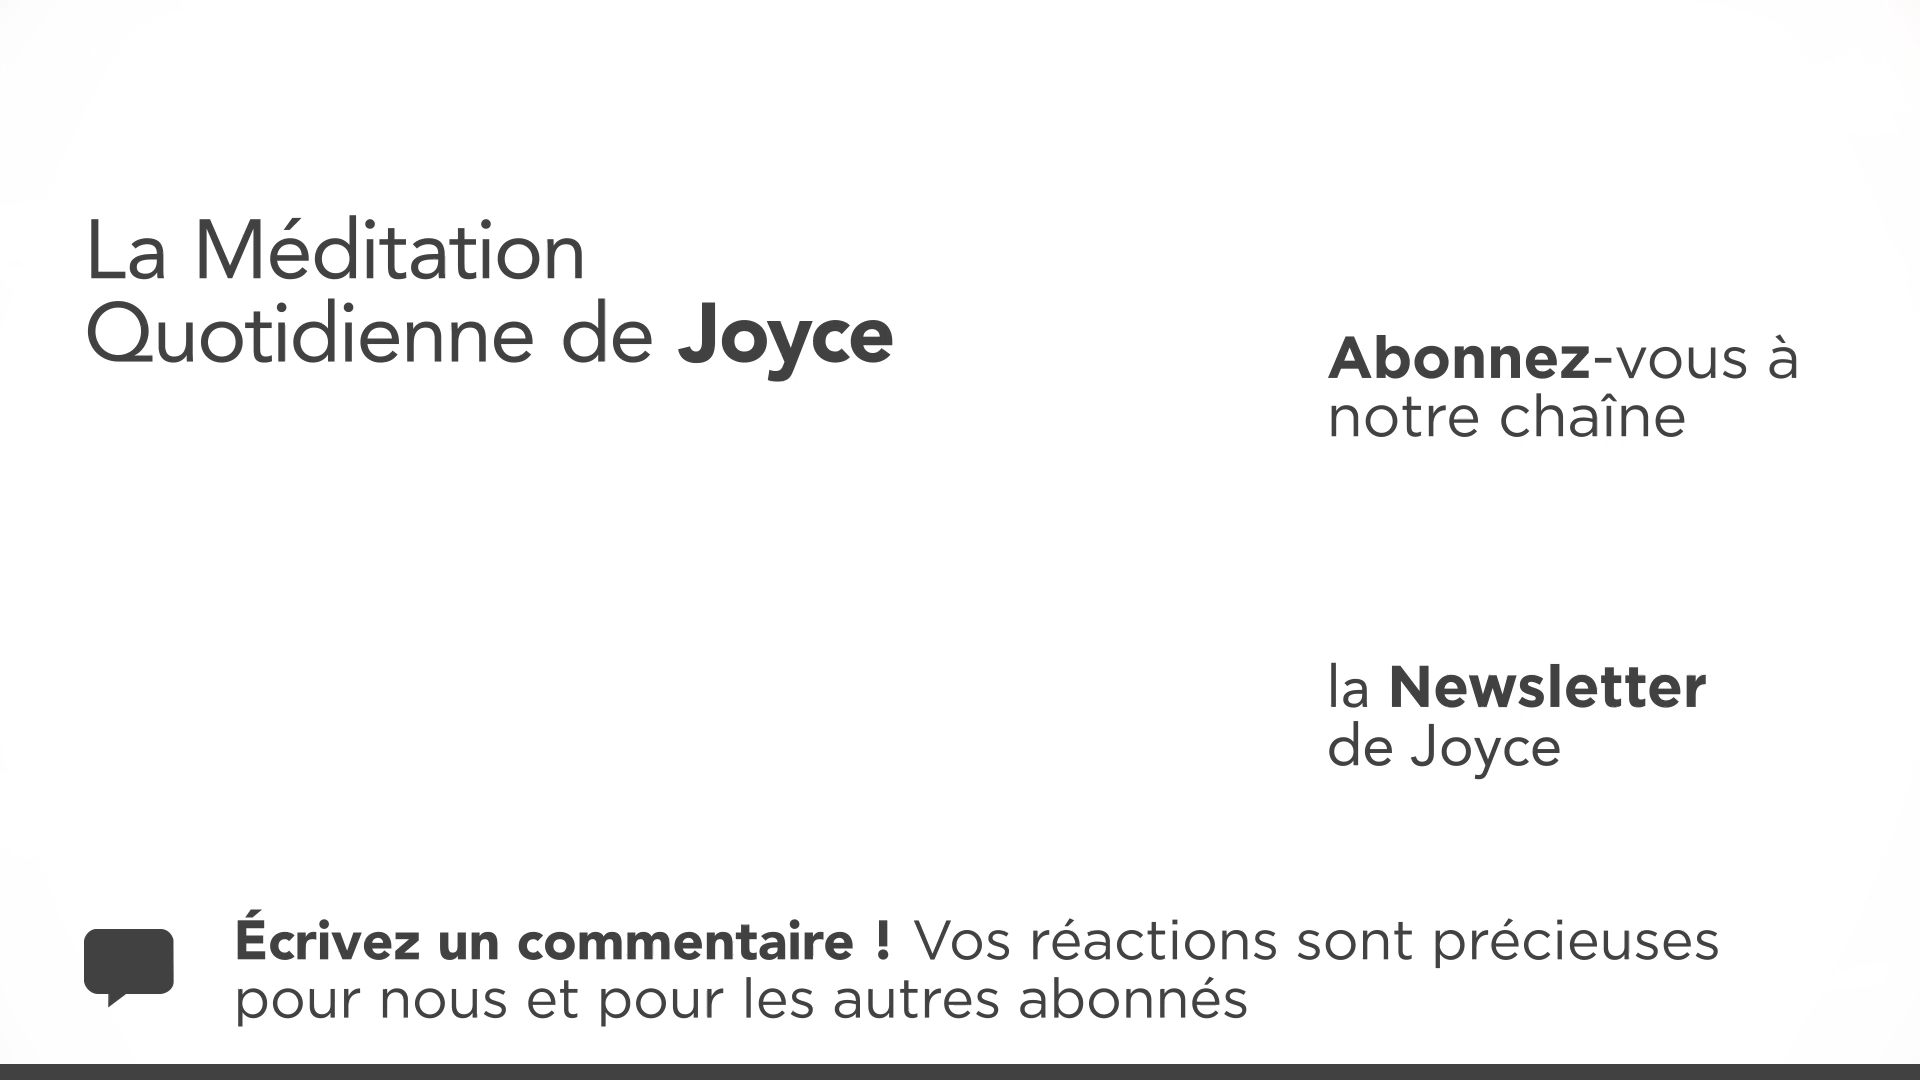 La Méditation
Quotidienne de Joyce
Abonnez-vous à
notre chaîne
la Newsletter
de Joyce
Écrivez un commentaire ! Vos réactions sont précieuses
pour nous et pour les autres abonnés